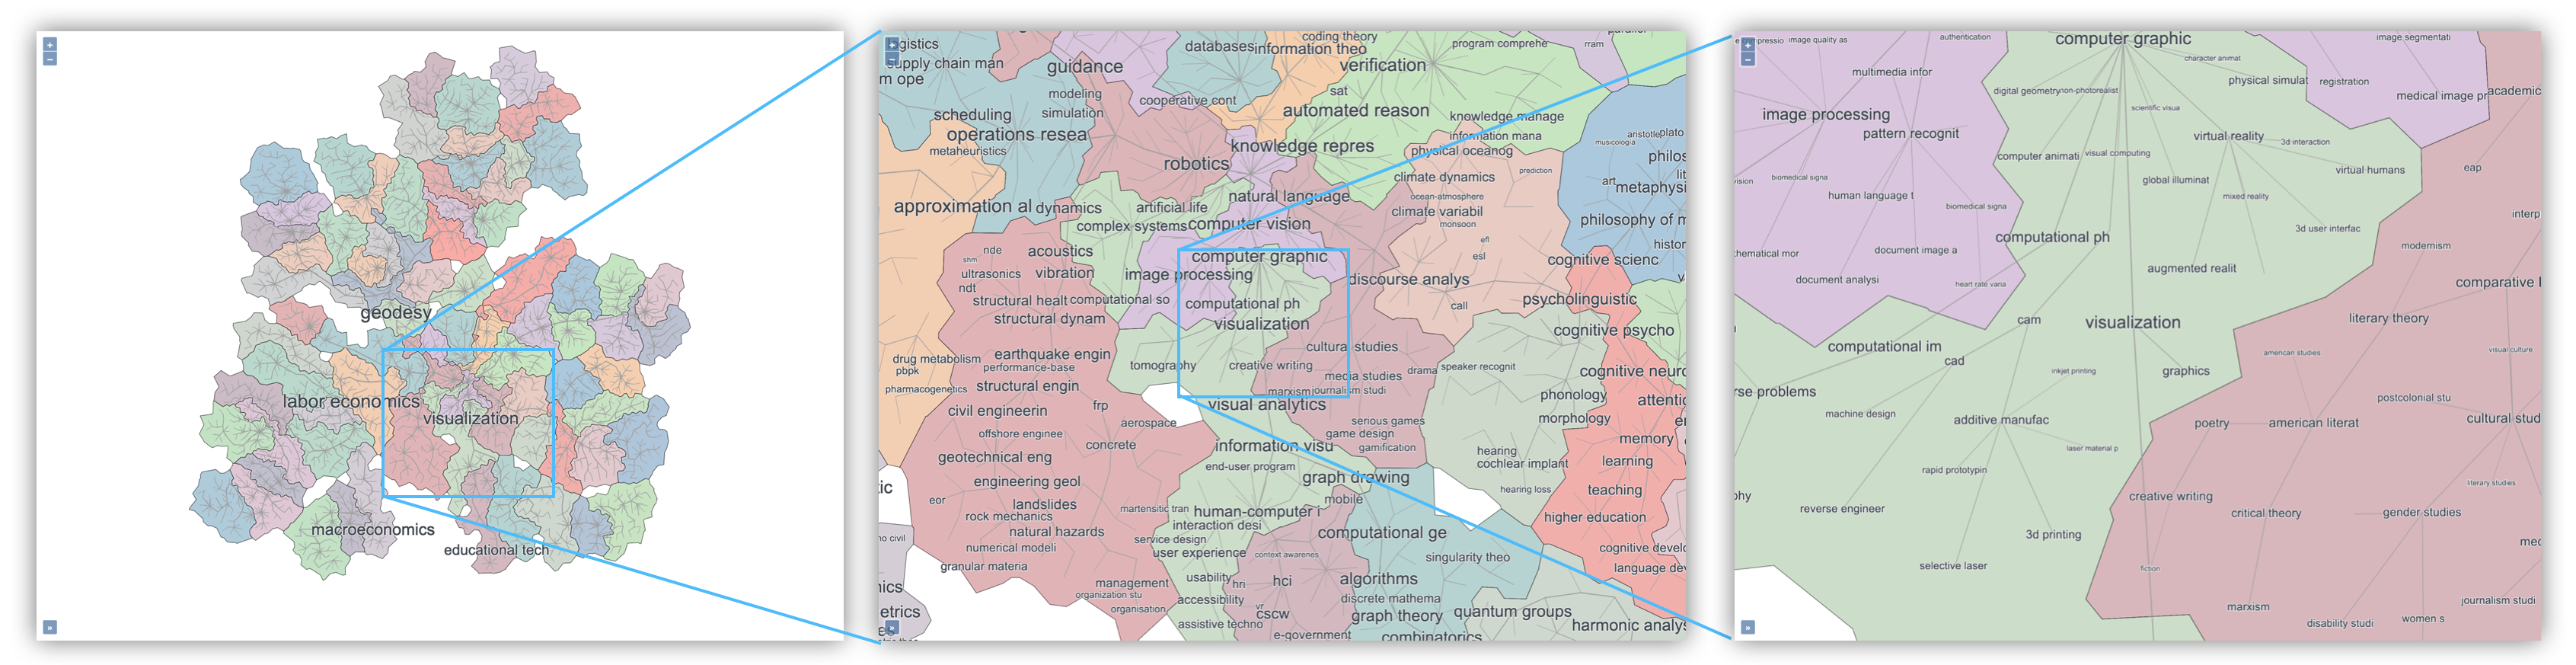 +
−
geodesy
labor economics
visualization
macroeconomics
educational tech
»
+
gistics
supply chain man
m ope
guidance
databases
coding theory
information theo
program comprehe
rram
verification
modeling
simulation
cooperative cont
sat
scheduling
automated reason
knowledge manage
operations resea
information mana
aristotle
plato
musicologia
metaheuristics
knowledge repres
physical oceanog
philos
robotics
climate dynamics
prediction
lit
art
metaphysi
natural language
ocean-atmosphere
approximation al
dynamics
artificial life
climate variabil
monsoon
philosophy of m
complex systems
computer vision
histor
nde
acoustics
efl
esl
shm
computer graphic
cognitive scienc
ultrasonics
vibration
image processing
discourse analys
ndt
structural healt
computational so
computational ph
call
psycholinguistic
structural dynam
visualization
cognitive psycho
cultural studies
earthquake engin
drug metabolism
performance-base
pbpk
tomography
creative writing
drama
speaker recognit
cognitive neuro
media studies
pharmacogenetics
structural engin
marxism
journalism studi
phonology
attenti
visual analytics
frp
civil engineerin
aerospace
serious games
morphology
offshore enginee
game design
concrete
information visu
gamification
memory
hearing
geotechnical eng
end-user program
cochlear implant
learning
graph drawing
engineering geol
tic
hearing loss
teaching
eor
mobile
landslides
martensitic tran
human-computer i
rock mechanics
interaction desi
higher education
natural hazards
computational ge
service design
numerical modeli
user experience
context awarenes
singularity theo
cognitive develo
no civil
granular materia
language dev
management
usability
hri
hci
algorithms
nics
organization stu
accessibility
discrete mathema
organisation
vr
cscw
graph theory
quantum groups
etrics
assistive techno
harmonic analys
e-government
combinatorics
»
+
−
image quality as
authentication
computer graphic
image segmentati
character animat
multimedia infor
physical simulat
registration
digital geometry
non-photorealist
medical image pr
academic
scientific visua
image processing
pattern recognit
virtual reality
3d interaction
computer animati
visual computing
eap
vision
biomedical signa
global illuminat
virtual humans
human language t
mixed reality
biomedical signa
interp
3d user interfac
computational ph
modernism
thematical mor
document image a
augmented realit
document analysi
heart rate varia
comparative l
cam
visualization
literary theory
computational im
american studies
visual culture
cad
inkjet printing
graphics
rse problems
postcolonial stu
machine design
additive manufac
poetry
american literat
cultural stud
laser material p
rapid prototypin
literary studies
hy
creative writing
reverse engineer
critical theory
gender studies
3d printing
med
selective laser
fiction
marxism
journalism studi
disability studi
women s
»